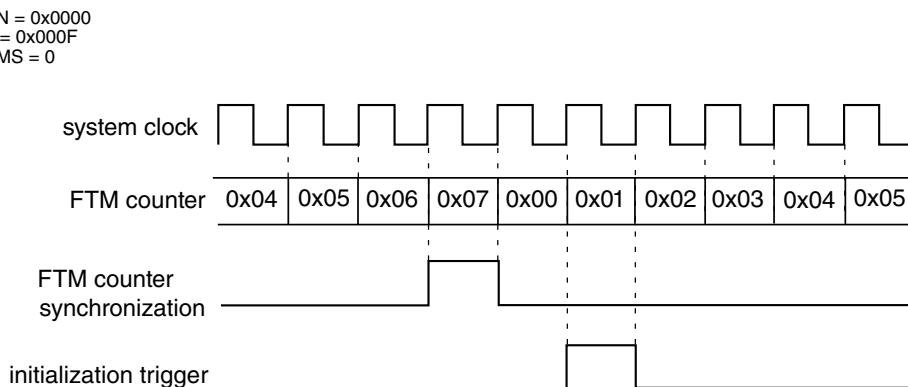 N = 0x0000
= 0x000F
MS = 0
system clock
FTM counter 0x04 0x05 0x06 0x07 0x00 0x01 0x02 0x03 0x04 0x05
FTM counter
synchronization
initialization trigger